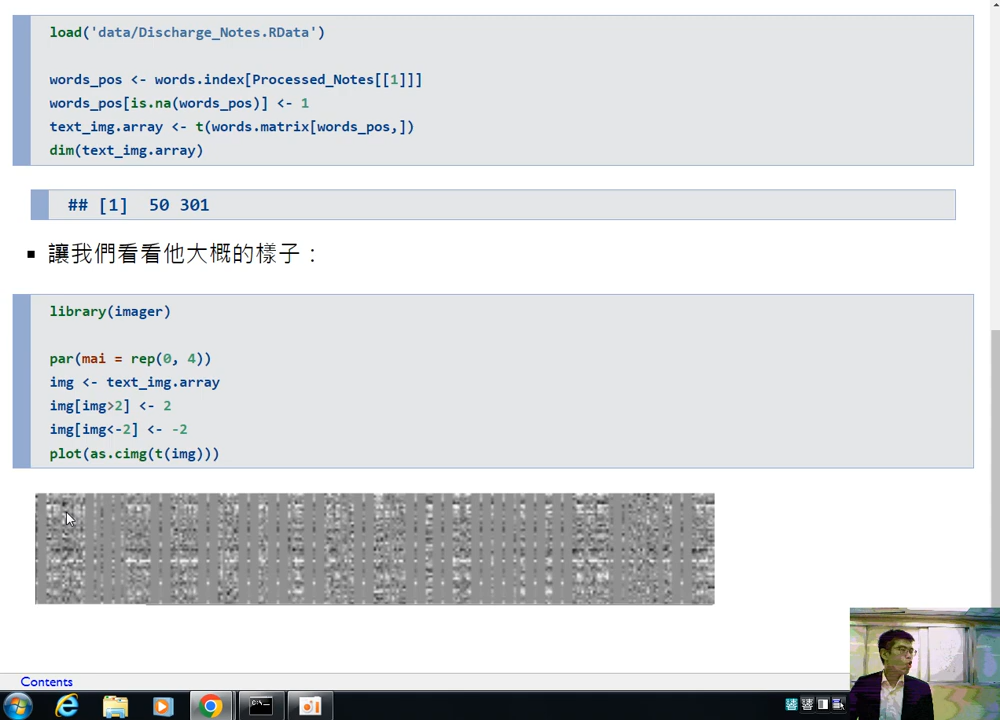 load('data/Discharge_Notes.RData')
words_pos <- words.index[Processed_Notes[[1]]]
words_pos[is.na(words_pos)] <- 1
text_img.array <- t(words.matrix[words_pos,])
dim(text_img.array)
## [1]  50 301
讓我們看看他大概的樣子：
library(imager)
par(mai = rep(0, 4))
img <- text_img.array
img[img>2] <- 2
img[img<-2] <- -2
plot(as.cimg(t(img)))
Contents